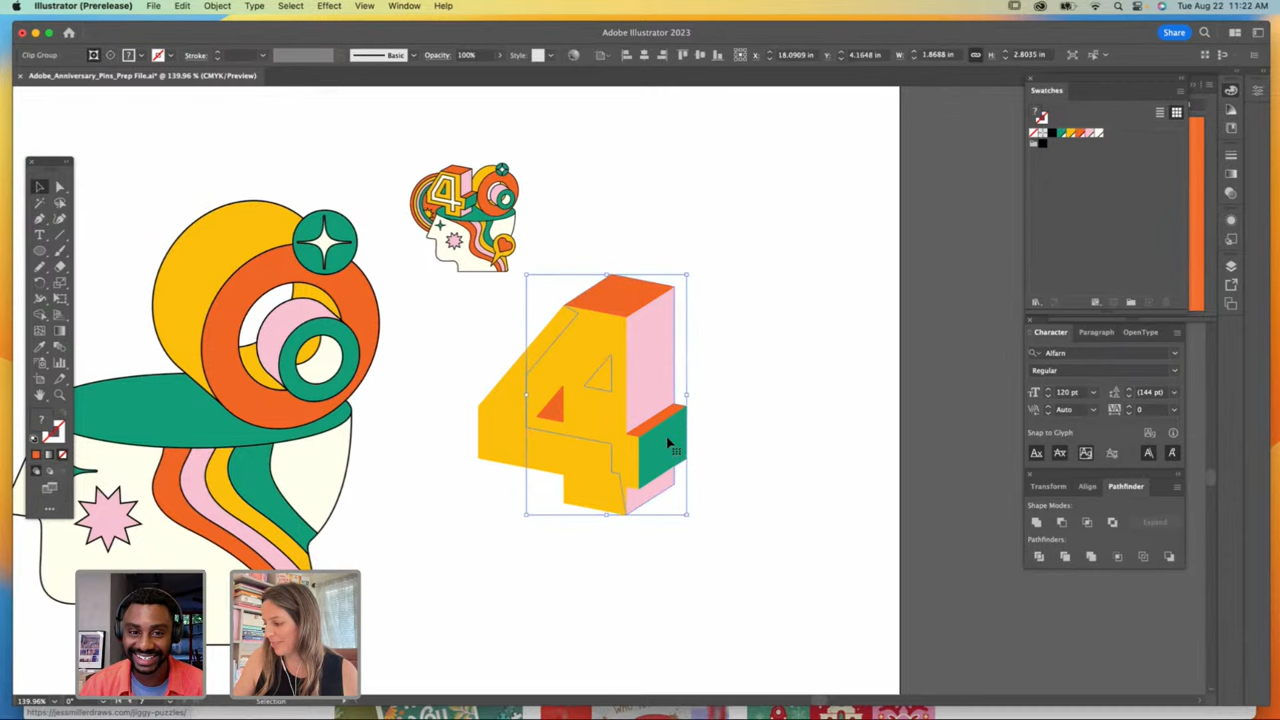 Illustrator (Prerelease) File Edit Object Type Select Effect View Window Help
Tue Aug 22 11:22 AM
Adobe Illustrator 2023
Share
Clip Group
Stroke:
Basic
Opacity: 100%
Style:
X: 18.0909 in
Y: 4.1648 in
W: 1.8688 in
H: 2.8035 in
Adobe_Anniversary_Pins_Prep File.ai* @ 139.96 % (CMYK/Preview)
Swatches
Character Paragraph OpenType
Alfarn
Regular
120 pt
(144 pt)
Auto
0
Snap to Glyph
Transform Align Pathfinder
Shape Modes:
Expand
Pathfinders:
40
4
139.96%
0°
7
Selection
https://jessmillerdraws.com/jiggy-puzzles/